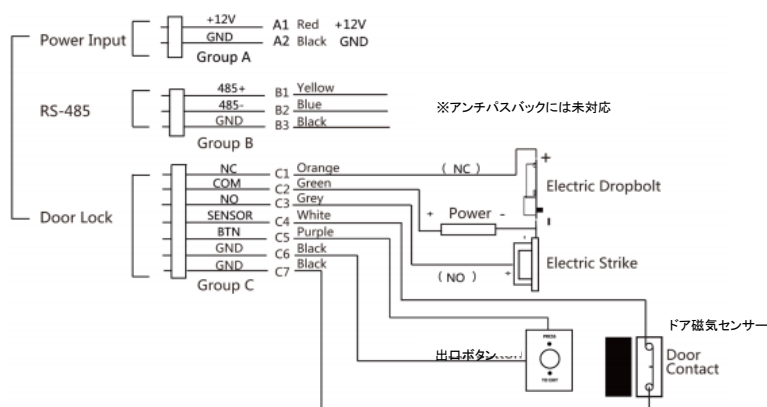 Power Input
+12V A1 Red +12V
GND A2 Black GND
Group A
RS-485
485+ B1 Yellow
485- B2 Blue
GND B3 Black
Group B
※アンチパスバックには未対応
Door Lock
NC C1 Orange ( NC )
COM C2 Green
NO C3 Grey
SENSOR C4 White
BTN C5 Purple
GND C6 Black
GND C7 Black
Group C
+
Electric Dropbolt
-
+ Power -
Electric Strike
+
( NO )
PRESS
TO EXIT
出口ボタン
ドア磁気センサー
Door
Contact